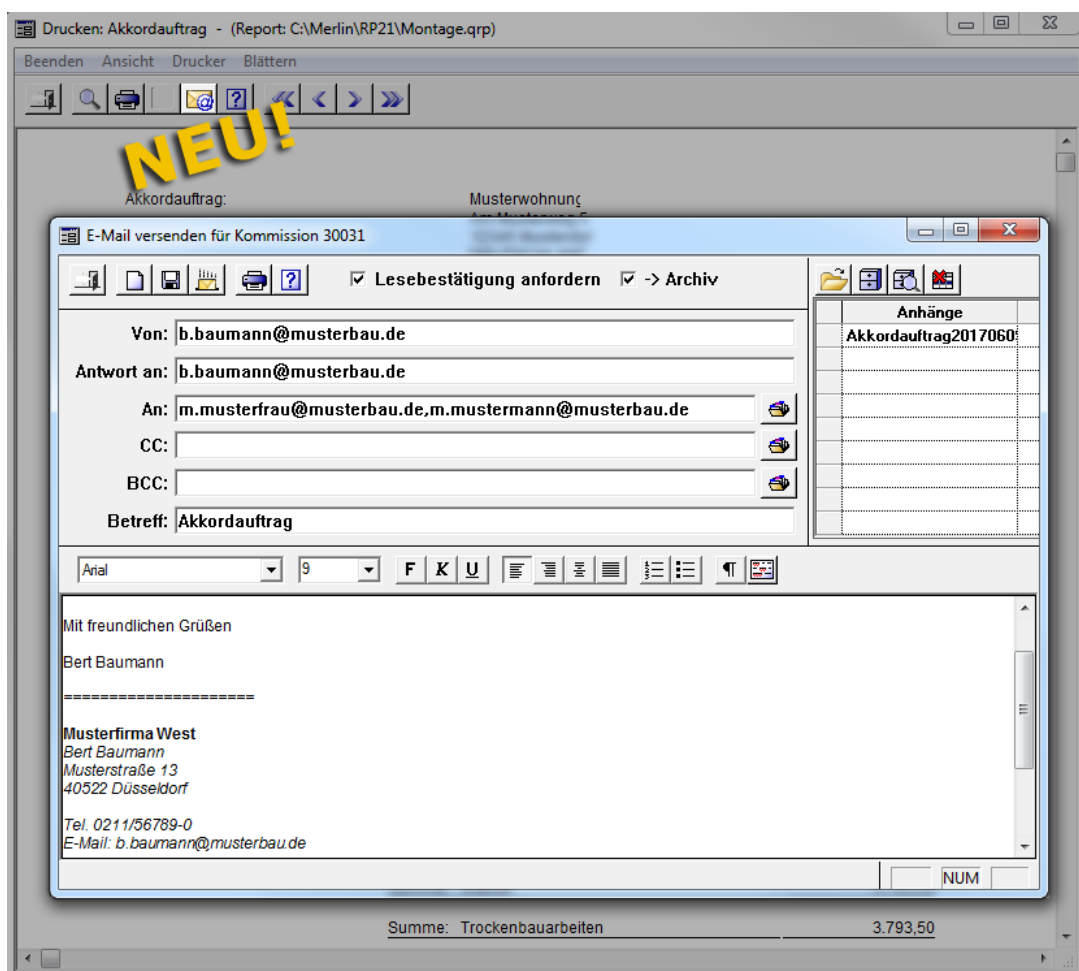 Drucken: Akkordauftrag - (Report: C:\Merlin\RP21\Montage.qrp)
Beenden Ansicht Drucker Blättern
NEU!
Akkordauftrag: Musterwohnung
E-Mail versenden für Kommission 30031
Lesebestätigung anfordern -> Archiv
Anhänge
Akkordauftrag2017060
Von: b.baumann@musterbau.de
Antwort an: b.baumann@musterbau.de
An: m.musterfrau@musterbau.de,m.mustermann@musterbau.de
CC:
BCC:
Betreff: Akkordauftrag
Arial 9 F K U
Mit freundlichen Grüßen
Bert Baumann
=====================
Musterfirma West
Bert Baumann
Musterstraße 13
40522 Düsseldorf
Tel. 0211/56789-0
E-Mail: b.baumann@musterbau.de
NUM
Summe: Trockenbauarbeiten 3.793,50